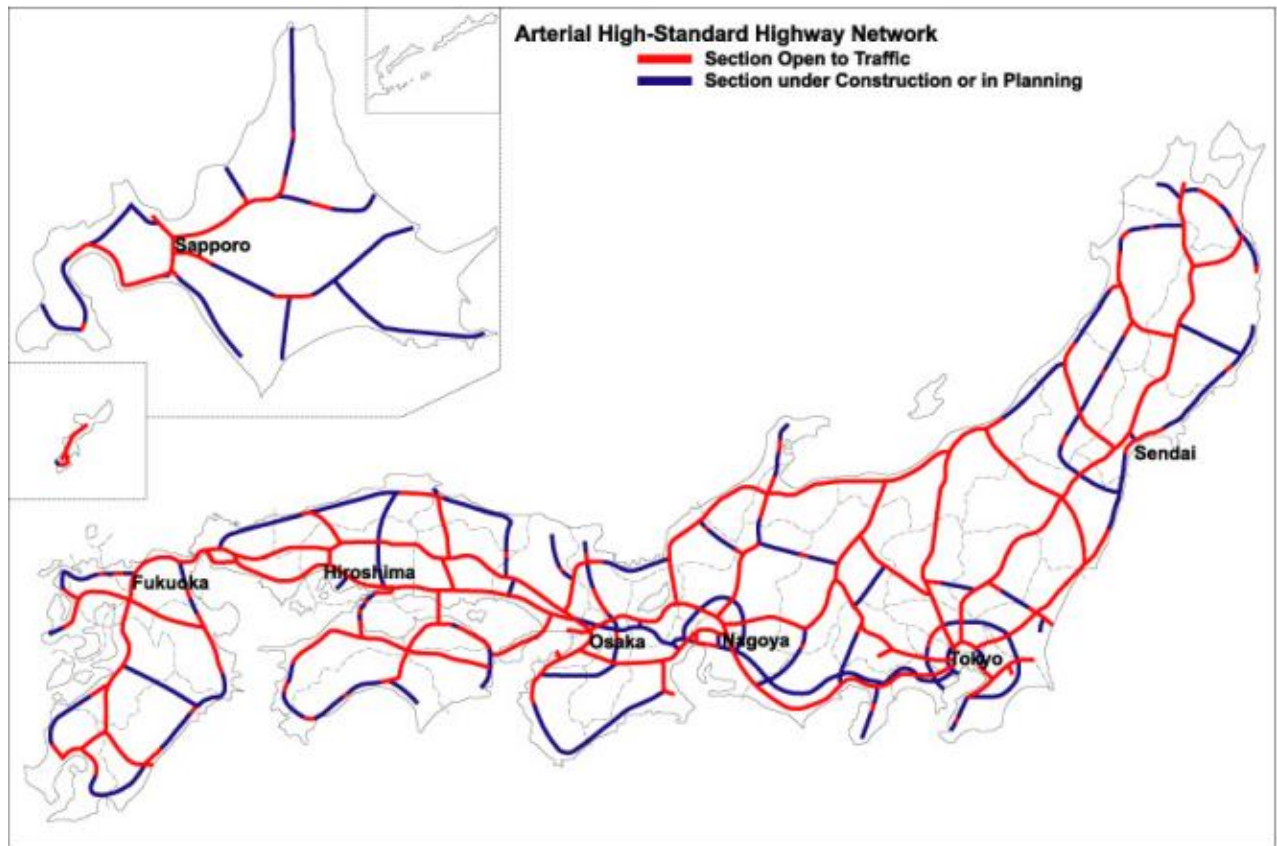 Arterial High-Standard Highway Network
Section Open to Traffic
Section under Construction or in Planning
Sapporo
Sendai
Fukuoka
Hiroshima
Osaka
Nagoya
Tokyo